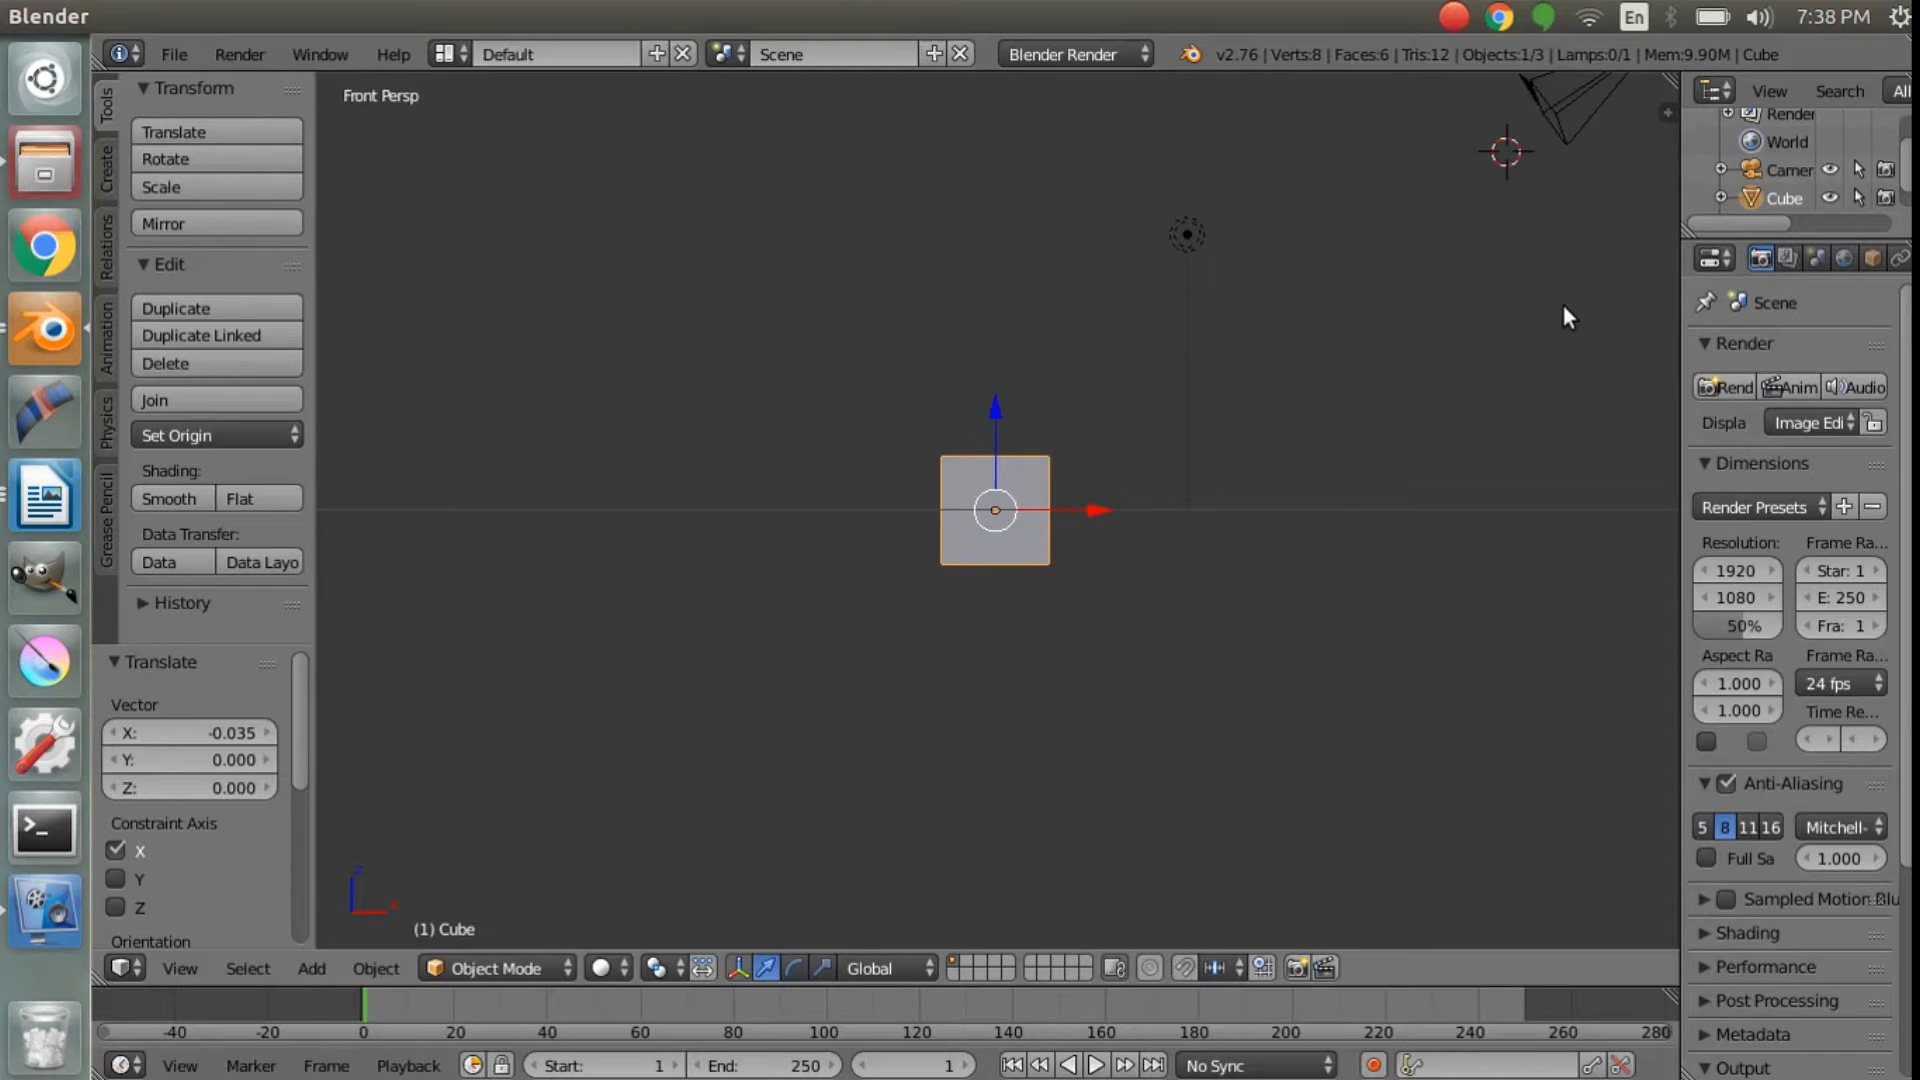 Blender
En
7:38 PM
File
Render
Window
Help
Default
Scene
Blender Render
v2.76 | Verts:8 | Faces:6 | Tris:12 | Objects:1/3 | Lamps:0/1 | Mem:9.90M | Cube
Tools
Create
Relations
Animation
Physics
Grease Pencil
Transform
Translate
Rotate
Scale
Mirror
Edit
Duplicate
Duplicate Linked
Delete
Join
Set Origin
Shading:
Smooth
Flat
Data Transfer:
Data
Data Layo
History
Translate
Vector
X: -0.035
Y: 0.000
Z: 0.000
Constraint Axis
X
Y
Z
Orientation
Front Persp
z
x
(1) Cube
View
Search
All
Render
World
Camer
Cube
Scene
Render
Rend
Anim
Audio
Displa
Image Edi
Dimensions
Render Presets
Resolution:
Frame Ra...
1920
Star: 1
1080
E: 250
50%
Fra: 1
Aspect Ra
Frame Ra...
1.000
24 fps
1.000
Time Re...
Anti-Aliasing
5
8
11
16
Mitchell-
Full Sa
1.000
Sampled Motion Blu
Shading
Performance
Post Processing
Metadata
Output
View
Select
Add
Object
Object Mode
Global
-40
-20
0
20
40
60
80
100
120
140
160
180
200
220
240
260
280
View
Marker
Frame
Playback
Start: 1
End: 250
1
No Sync